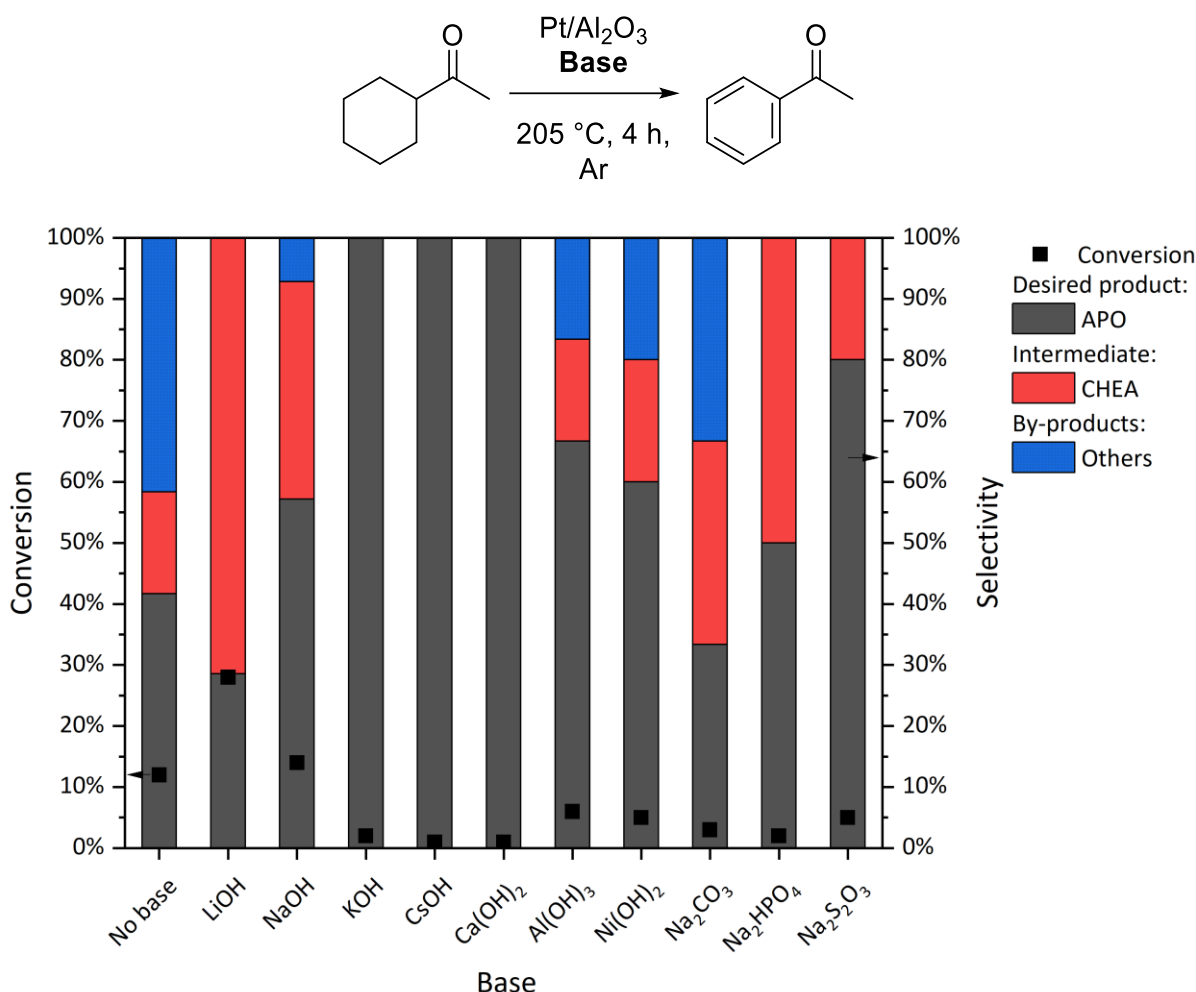 O
Pt/Al₂O₃
Base
O
205 °C, 4 h,
Ar
100%
90%
80%
70%
60%
50%
40%
30%
20%
10%
0%
Conversion
100%
90%
80%
70%
60%
50%
40%
30%
20%
10%
0%
Selectivity
Conversion
Desired product:
APO
Intermediate:
CHEA
By-products:
Others
No base
LiOH
NaOH
KOH
CsOH
Ca(OH)₂
Al(OH)₃
Ni(OH)₂
Na₂CO₃
Na₂HPO₄
Na₂S₂O₃
Base